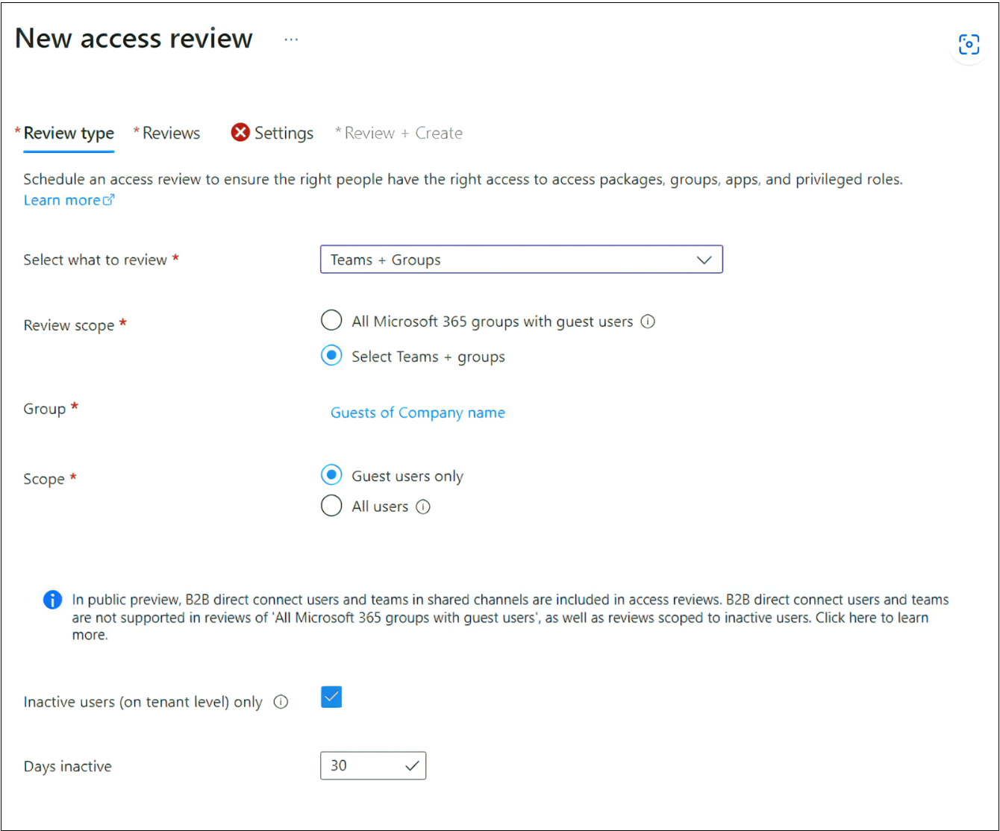 New access review ...
* Review type * Reviews Settings * Review + Create
Schedule an access review to ensure the right people have the right access to access packages, groups, apps, and privileged roles.
Learn more
Select what to review * Teams + Groups
Review scope * All Microsoft 365 groups with guest users
Select Teams + groups
Group * Guests of Company name
Scope * Guest users only
All users
In public preview, B2B direct connect users and teams in shared channels are included in access reviews. B2B direct connect users and teams
are not supported in reviews of 'All Microsoft 365 groups with guest users', as well as reviews scoped to inactive users. Click here to learn
more.
Inactive users (on tenant level) only
Days inactive 30